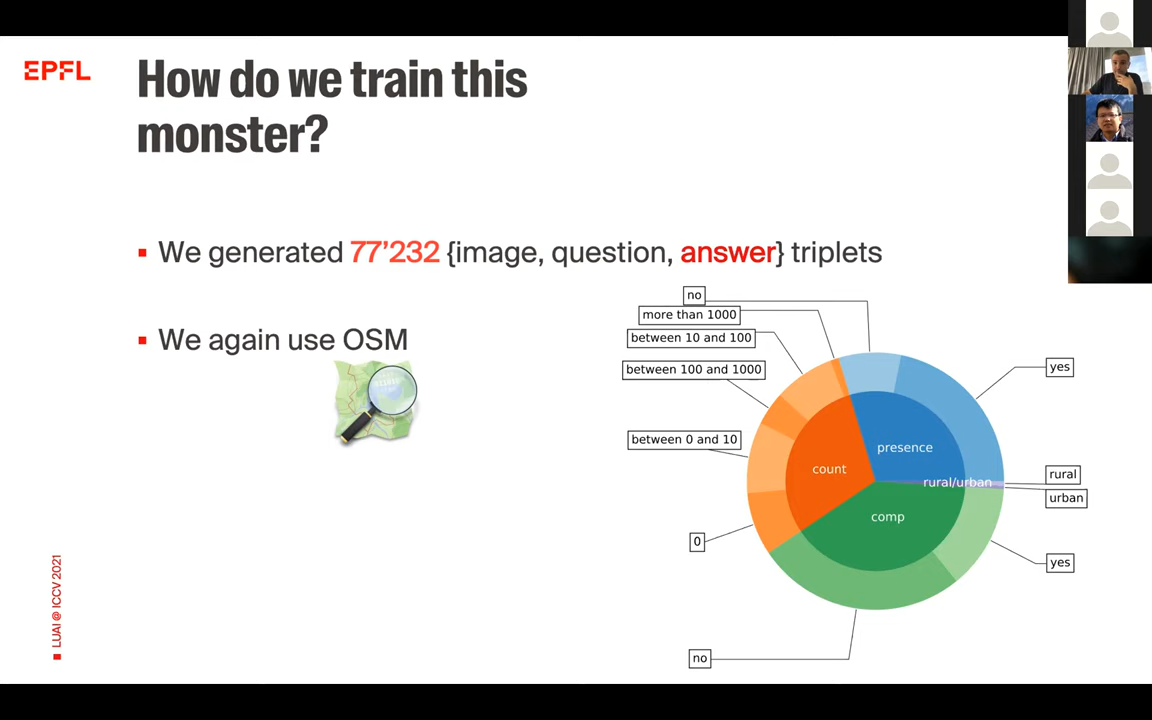 EPFL
How do we train this
monster?
▪ We generated 77’232 {image, question, answer} triplets
▪ We again use OSM
no
more than 1000
between 10 and 100
between 100 and 1000
between 0 and 10
0
no
yes
rural
urban
yes
presence
count
rural/urban
comp
LUAI @ ICCV 2021